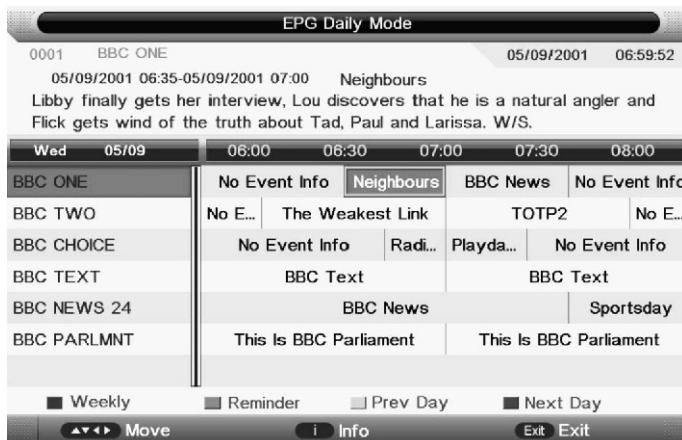 EPG Daily Mode
0001 BBC ONE 05/09/2001 06:59:52
05/09/2001 06:35-05/09/2001 07:00 Neighbours
Libby finally gets her interview, Lou discovers that he is a natural angler and
Flick gets wind of the truth about Tad, Paul and Larissa. W/S.
Wed 05/09 06:00 06:30 07:00 07:30 08:00
BBC ONE No Event Info Neighbours BBC News No Event Info
BBC TWO No E... The Weakest Link TOTP2 No E...
BBC CHOICE No Event Info Radi... Playda... No Event Info
BBC TEXT BBC Text BBC Text
BBC NEWS 24 BBC News Sportsday
BBC PARLMNT This Is BBC Parliament This Is BBC Parliament
Weekly Reminder Prev Day Next Day
Move i Info Exit Exit